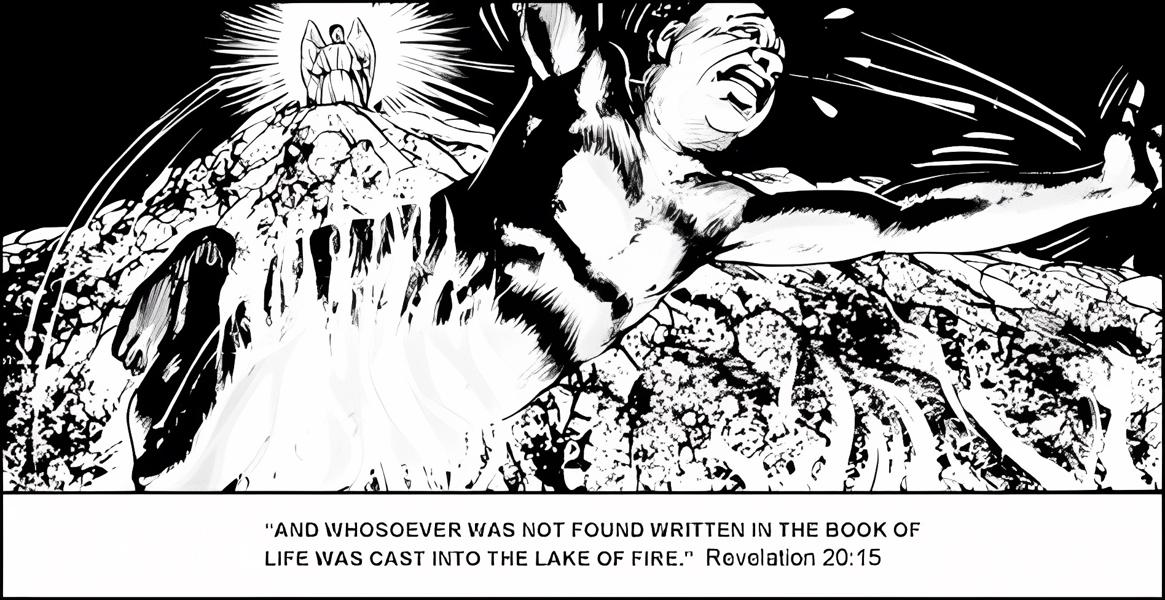 "AND WHOSOEVER WAS NOT FOUND WRITTEN IN THE BOOK OF
LIFE WAS CAST INTO THE LAKE OF FIRE." Revolation 20:15